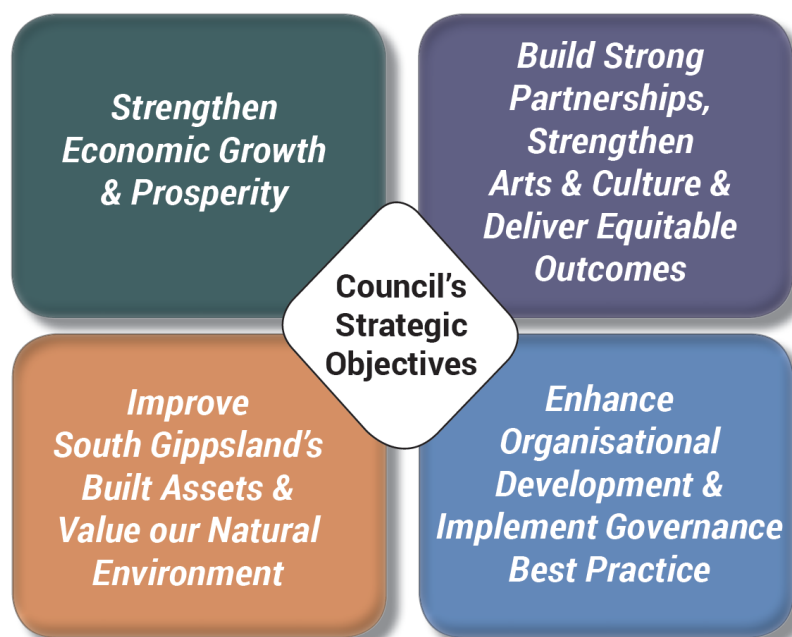 Strengthen
Economic Growth
& Prosperity
Build Strong
Partnerships,
Strengthen
Arts & Culture &
Deliver Equitable
Outcomes
Council's
Strategic
Objectives
Improve
South Gippsland's
Built Assets &
Value our Natural
Environment
Enhance
Organisational
Development &
Implement Governance
Best Practice